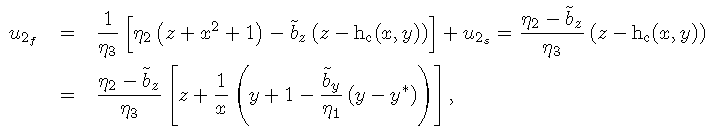 u_{2_f} = \frac{1}{\eta_3} \left[ \eta_2 \left( z + x^2 + 1 \right) - \tilde{b}_z \left( z - \mathrm{h_c}(x, y) \right) \right] + u_{2_s} = \frac{\eta_2 - \tilde{b}_z}{\eta_3} \left( z - \mathrm{h_c}(x, y) \right)
= \frac{\eta_2 - \tilde{b}_z}{\eta_3} \left[ z + \frac{1}{x} \left( y + 1 - \frac{\tilde{b}_y}{\eta_1} \left( y - y^* \right) \right) \right],